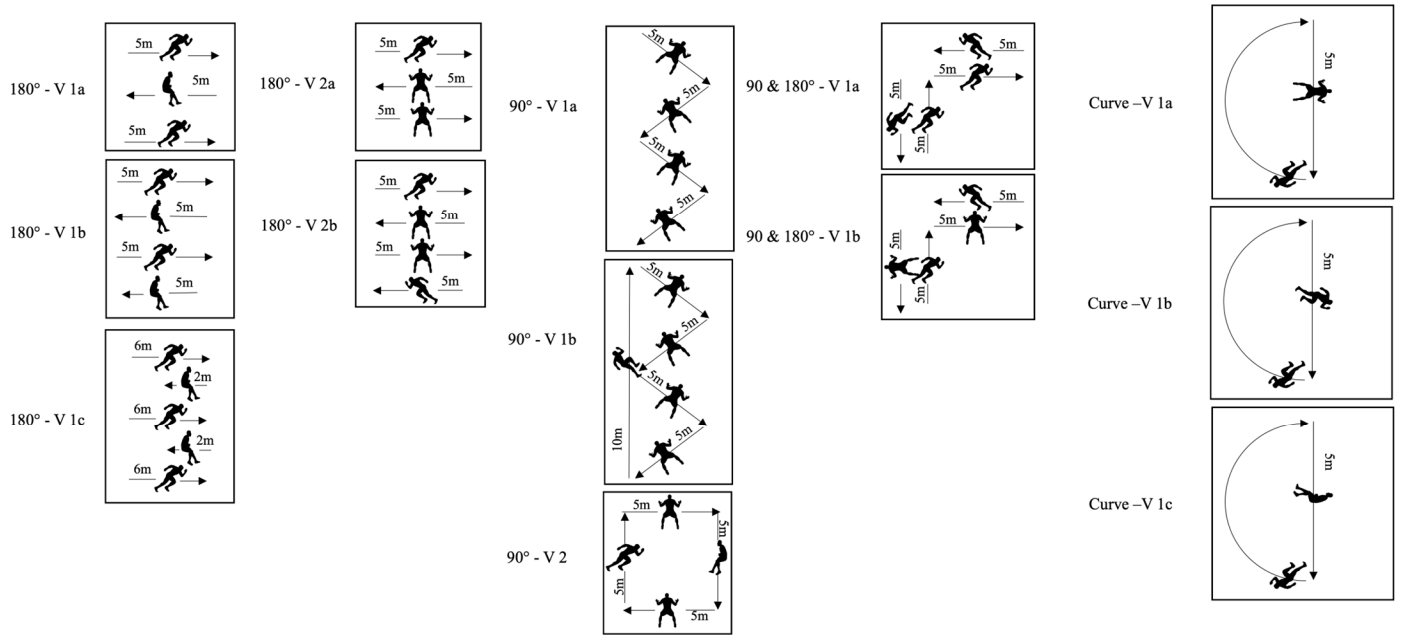 180° - V 1a
5m
5m
5m
180° - V 1b
5m
5m
5m
5m
180° - V 1c
6m
2m
6m
2m
6m
180° - V 2a
5m
5m
5m
180° - V 2b
5m
5m
5m
5m
90° - V 1a
5m
5m
5m
5m
90° - V 1b
5m
5m
5m
5m
10m
90° - V 2
5m
5m
5m
5m
90 & 180° - V 1a
5m
5m
5m
5m
90 & 180° - V 1b
5m
5m
5m
5m
Curve –V 1a
5m
Curve –V 1b
5m
Curve –V 1c
5m